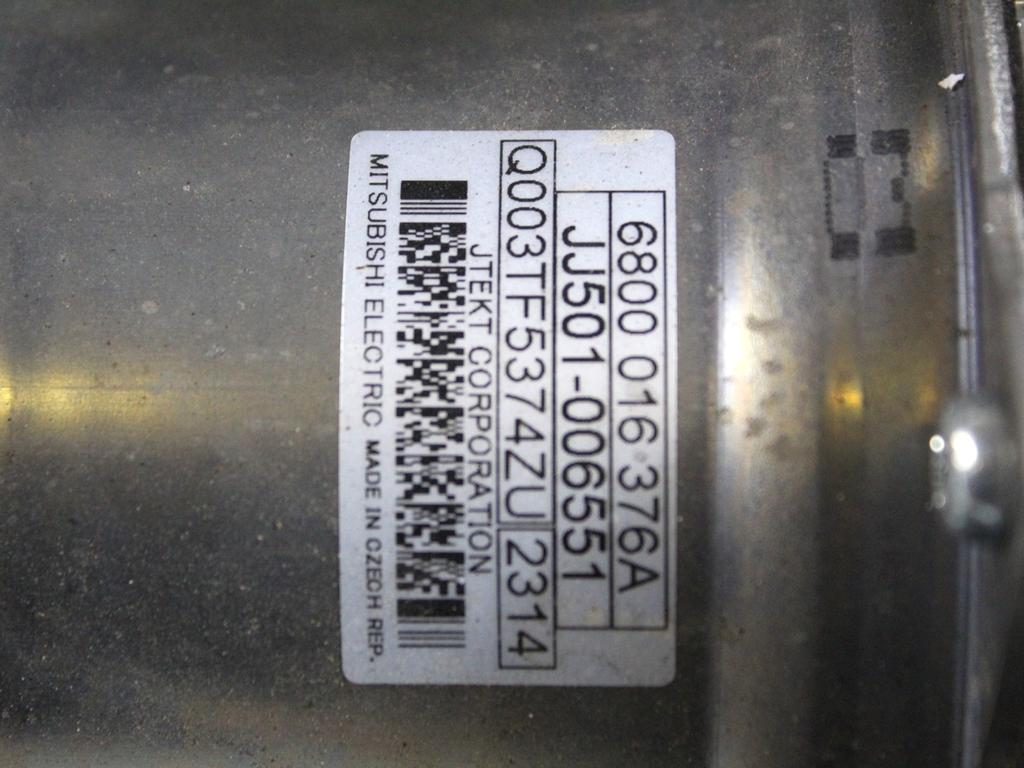 6800 016 376A
JJ501-006551
Q003TF5374ZU 2314
JTEKT CORPORATION
MITSUBISHI ELECTRIC MADE IN CZECH REP.